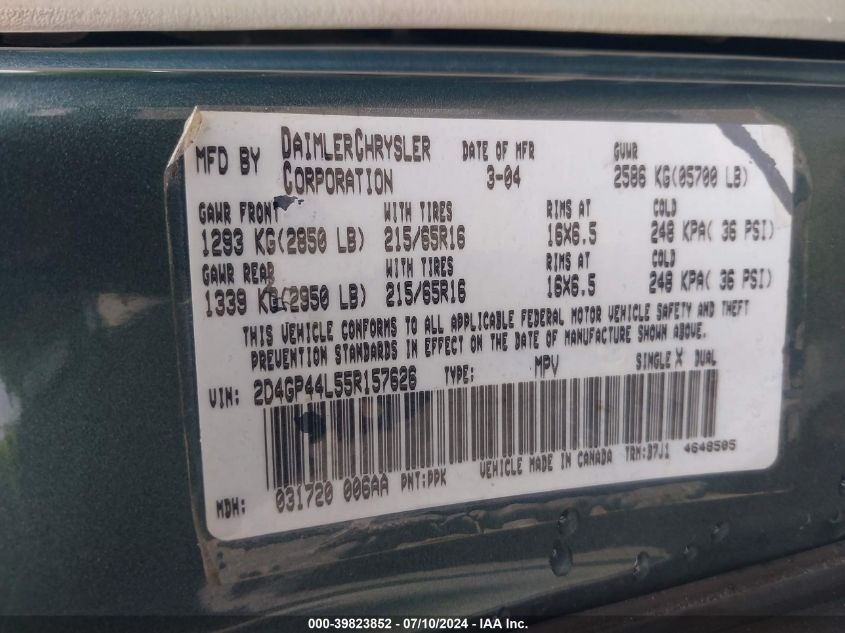 MFD BY DAIMLERCHRYSLER CORPORATION DATE OF MFR 3-04 GVWR 2586 KG(05700 LB)
GAWR FRONT WITH TIRES RIMS AT COLD
1293 KG(2850 LB) 215/65R16 16X6.5 248 KPA( 36 PSI)
GAWR REAR WITH TIRES RIMS AT COLD
1339 KG(2950 LB) 215/65R16 16X6.5 248 KPA( 36 PSI)
THIS VEHICLE CONFORMS TO ALL APPLICABLE FEDERAL MOTOR VEHICLE SAFETY AND THEFT
PREVENTION STANDARDS IN EFFECT ON THE DATE OF MANUFACTURE SHOWN ABOVE.
VIN: 2D4GP44L55R157626 TYPE: MPV SINGLE X DUAL
MDH: 031720 006AA PNT:PPK VEHICLE MADE IN CANADA TRM:B7J1 4648505
000-39823852 - 07/10/2024 - IAA Inc.